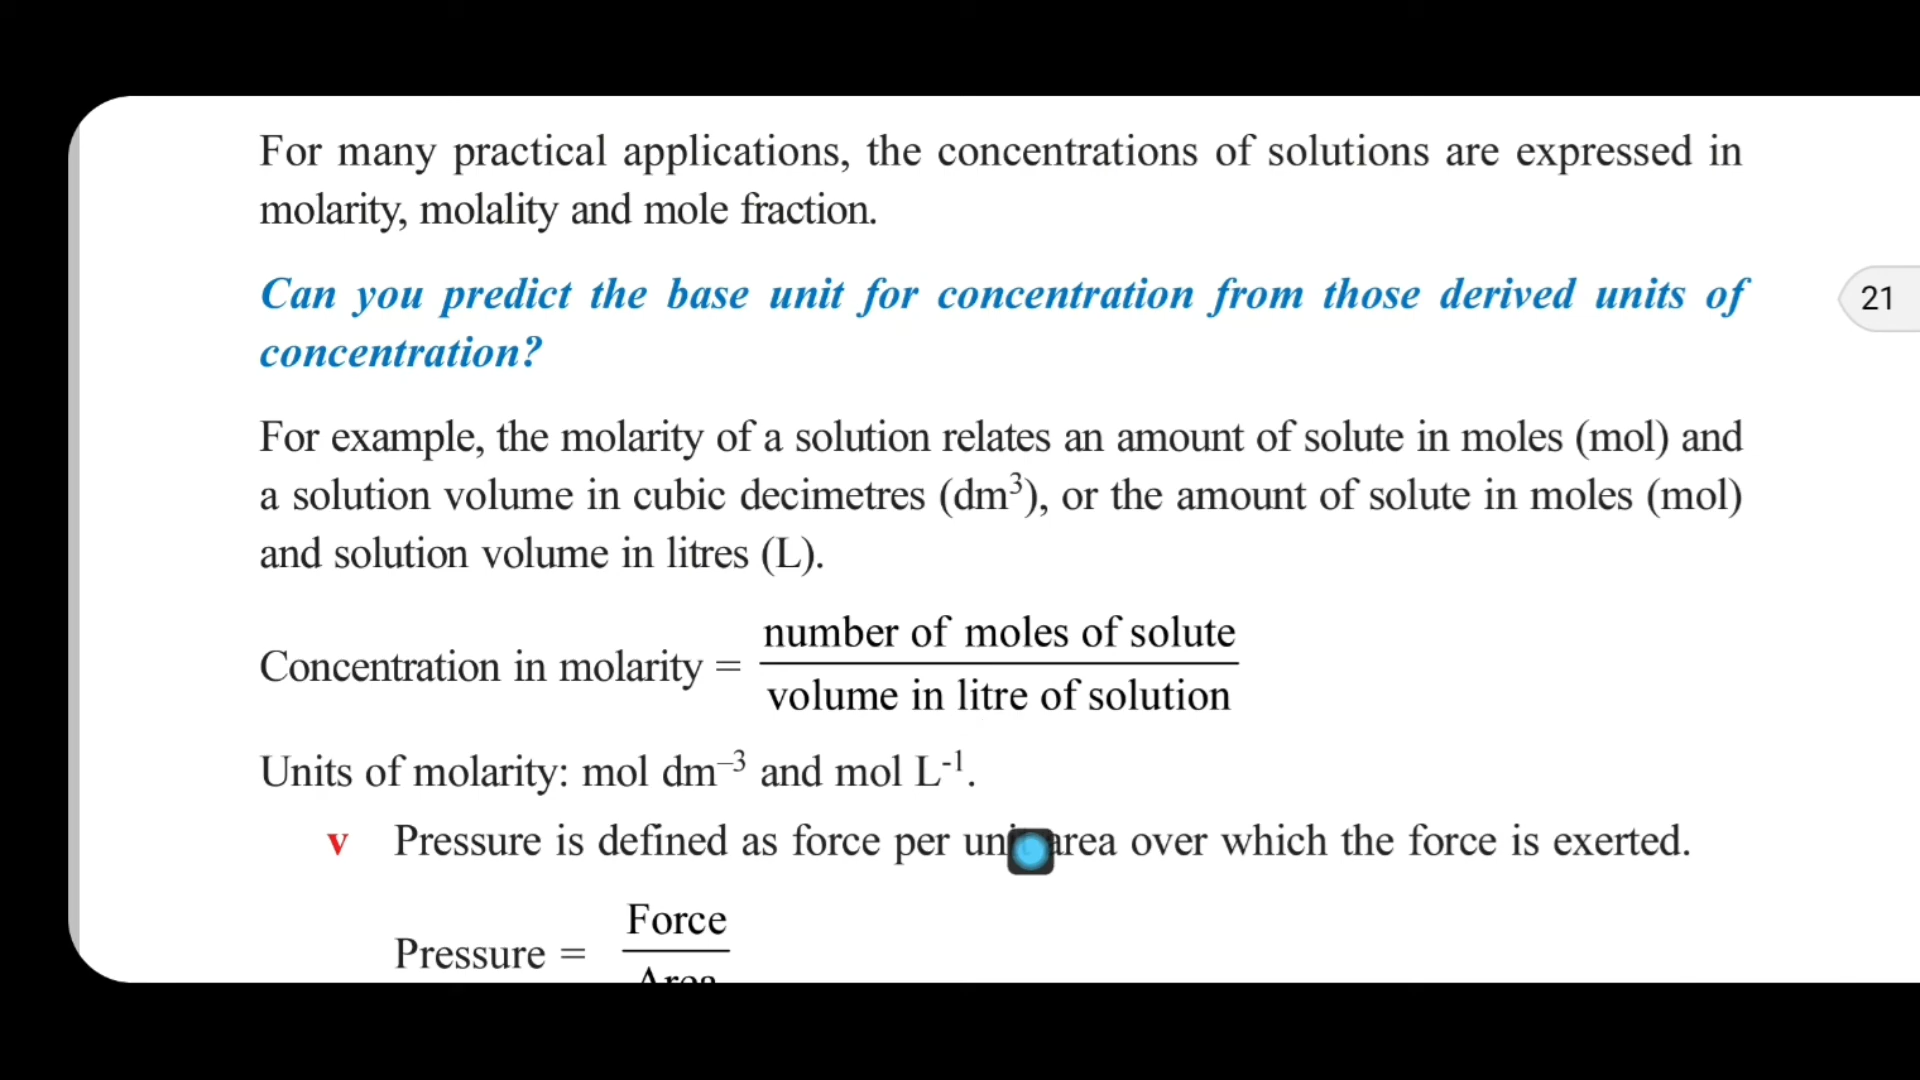 For many practical applications, the concentrations of solutions are expressed in
molarity, molality and mole fraction.
Can you predict the base unit for concentration from those derived units of
concentration?
21
For example, the molarity of a solution relates an amount of solute in moles (mol) and
a solution volume in cubic decimetres (dm³), or the amount of solute in moles (mol)
and solution volume in litres (L).
number of moles of solute
Concentration in molarity =
volume in litre of solution
Units of molarity: mol dm⁻³ and mol L⁻¹.
v Pressure is defined as force per unit area over which the force is exerted.
Force
Pressure =
Area